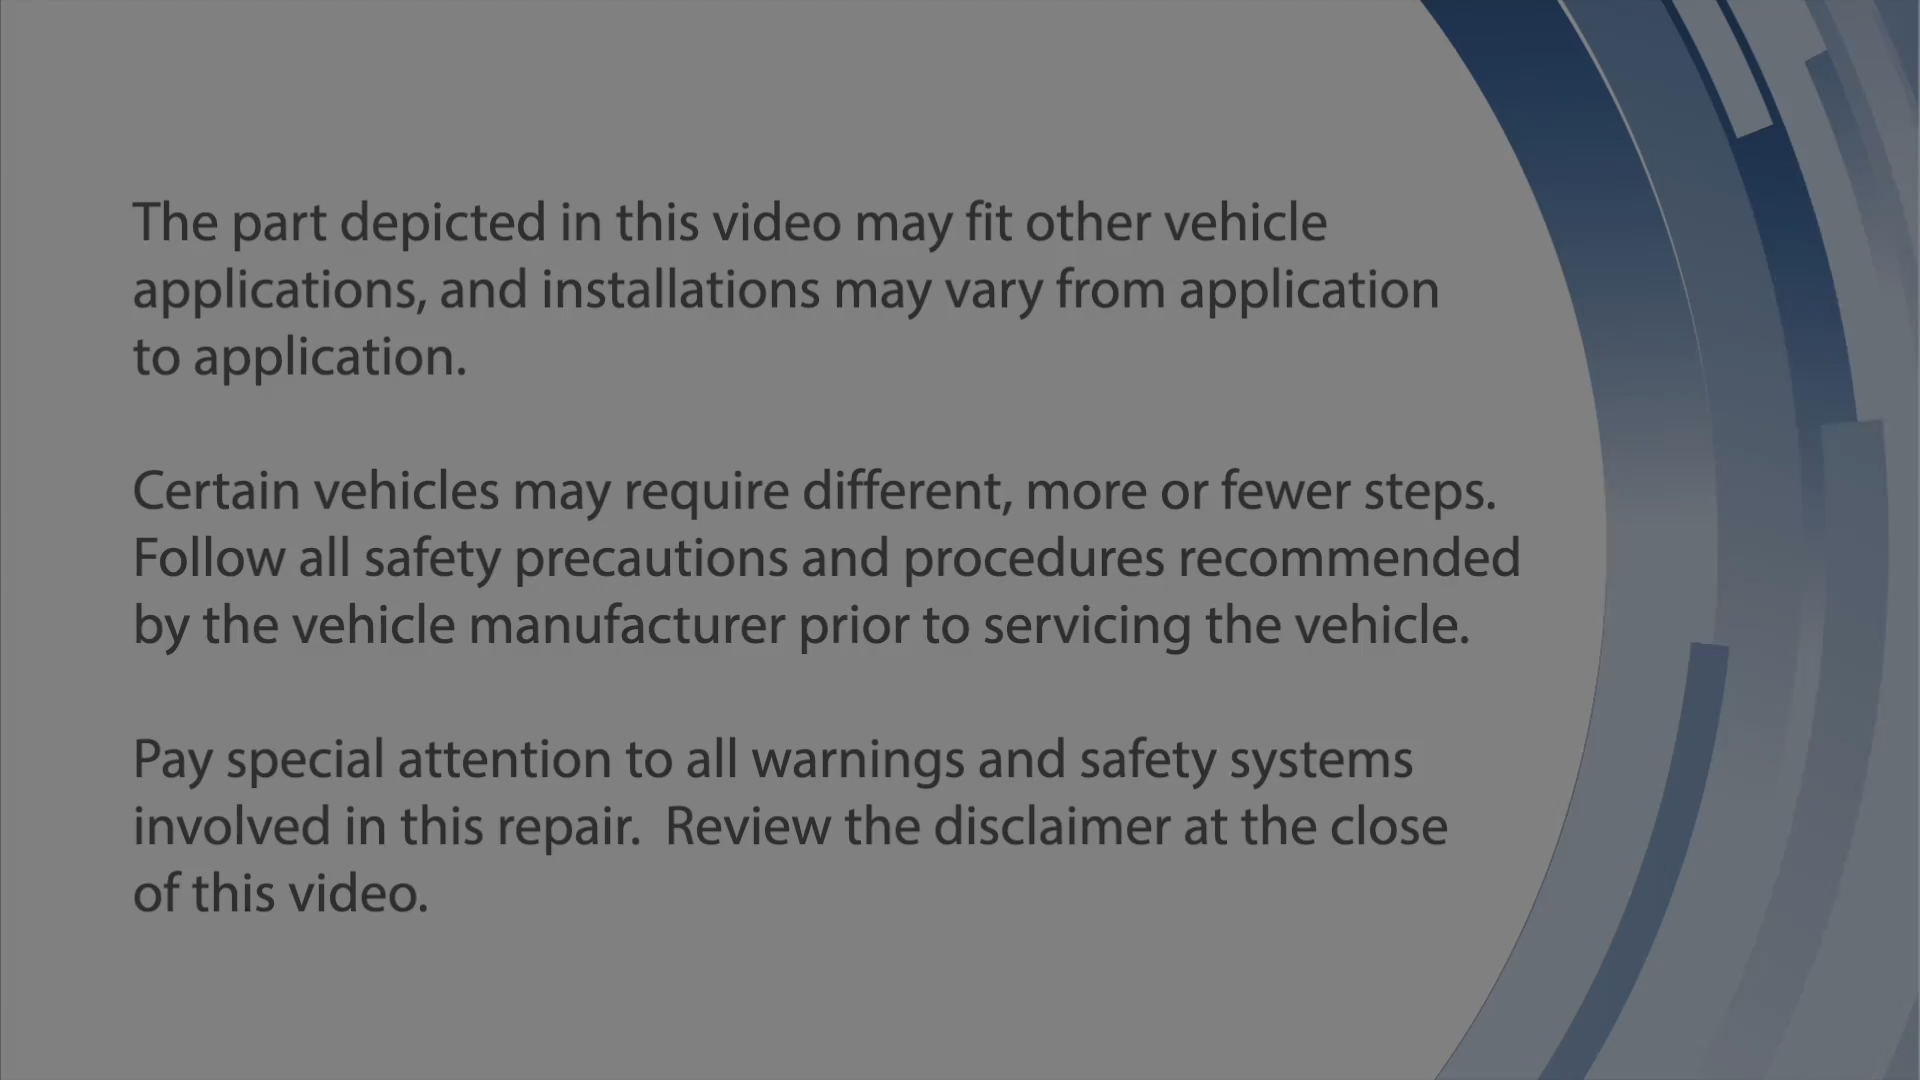 The part depicted in this video may fit other vehicle
applications, and installations may vary from application
to application.
Certain vehicles may require different, more or fewer steps.
Follow all safety precautions and procedures recommended
by the vehicle manufacturer prior to servicing the vehicle.
Pay special attention to all warnings and safety systems
involved in this repair.  Review the disclaimer at the close
of this video.